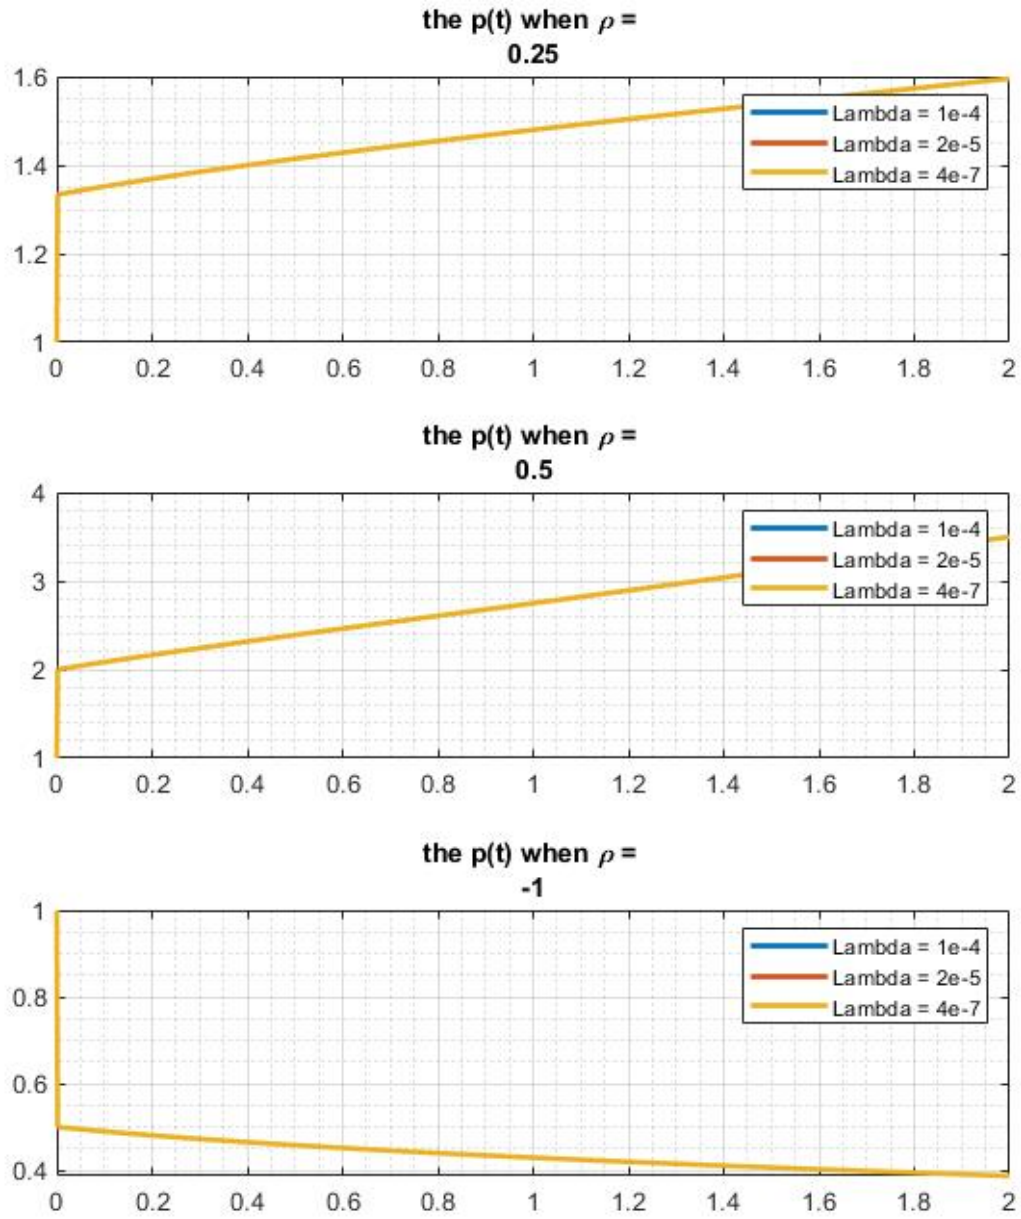 the p(t) when ρ =
0.25
1.6
1.4
1.2
1
0 0.2 0.4 0.6 0.8 1 1.2 1.4 1.6 1.8 2
Lambda = 1e-4
Lambda = 2e-5
Lambda = 4e-7
the p(t) when ρ =
0.5
4
3
2
1
0 0.2 0.4 0.6 0.8 1 1.2 1.4 1.6 1.8 2
Lambda = 1e-4
Lambda = 2e-5
Lambda = 4e-7
the p(t) when ρ =
-1
1
0.8
0.6
0.4
0 0.2 0.4 0.6 0.8 1 1.2 1.4 1.6 1.8 2
Lambda = 1e-4
Lambda = 2e-5
Lambda = 4e-7